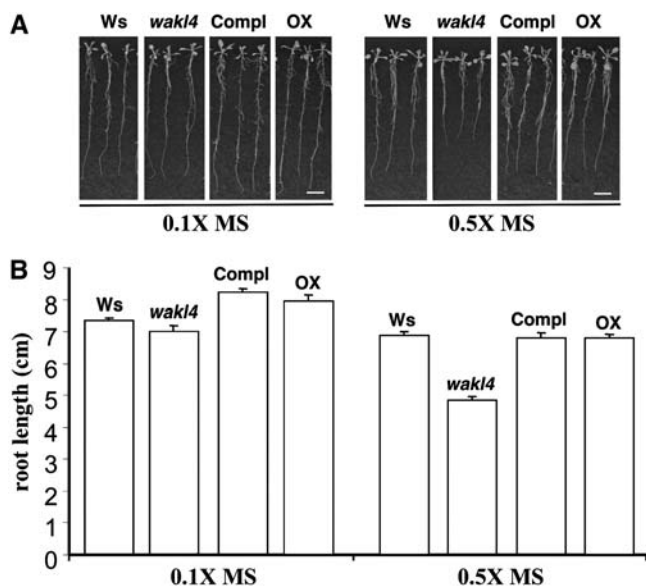 A
Ws wakl4 Compl OX
Ws wakl4 Compl OX
0.1X MS
0.5X MS
B
root length (cm)
9
8
7
6
5
4
3
2
1
0
Ws
wakl4
Compl
OX
Ws
wakl4
Compl
OX
0.1X MS
0.5X MS